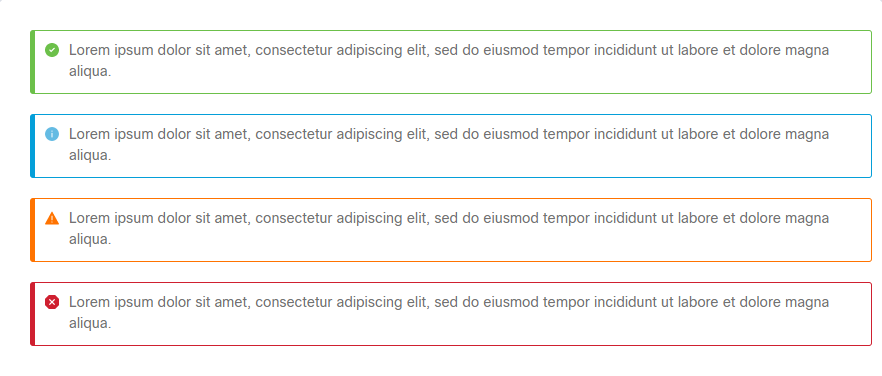 Lorem ipsum dolor sit amet, consectetur adipiscing elit, sed do eiusmod tempor incididunt ut labore et dolore magna
aliqua.
Lorem ipsum dolor sit amet, consectetur adipiscing elit, sed do eiusmod tempor incididunt ut labore et dolore magna
aliqua.
Lorem ipsum dolor sit amet, consectetur adipiscing elit, sed do eiusmod tempor incididunt ut labore et dolore magna
aliqua.
Lorem ipsum dolor sit amet, consectetur adipiscing elit, sed do eiusmod tempor incididunt ut labore et dolore magna
aliqua.